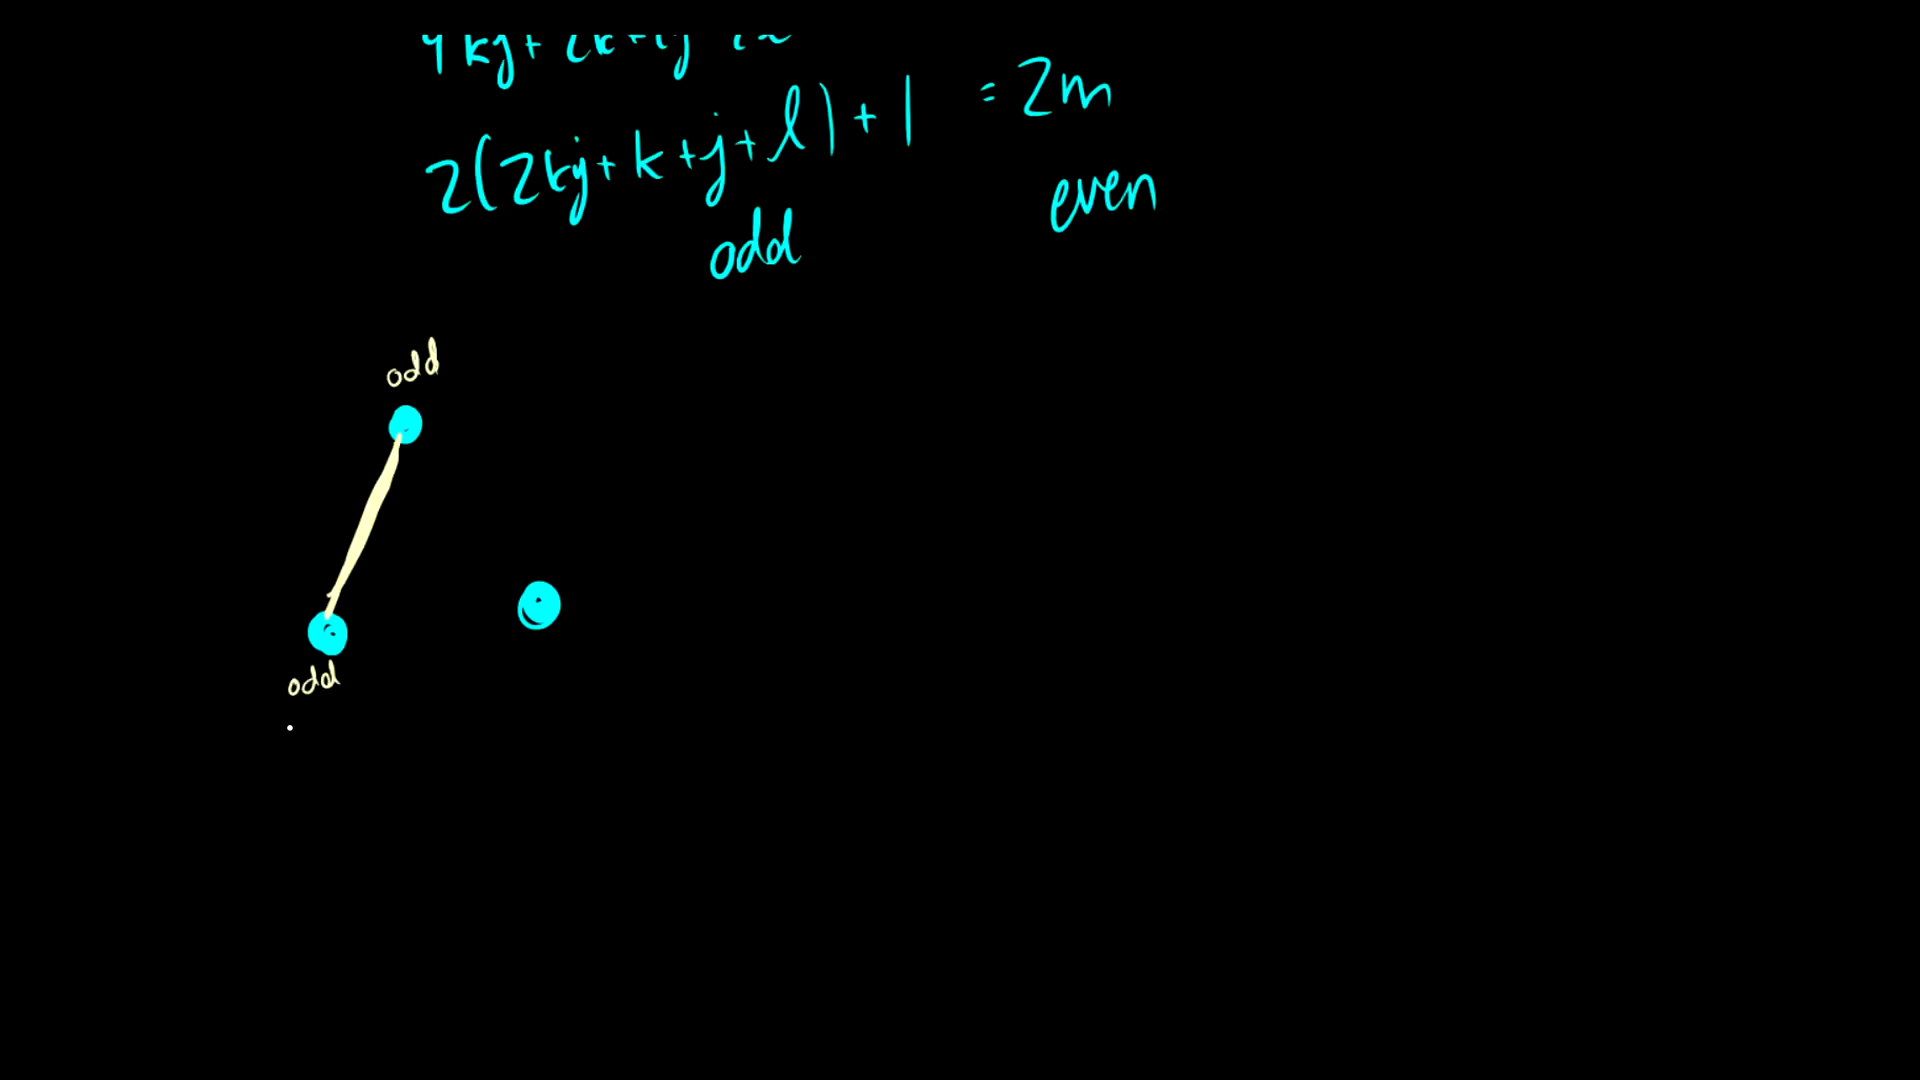 2(2kj+k+j+l)+1 = 2m
odd even
odd
odd